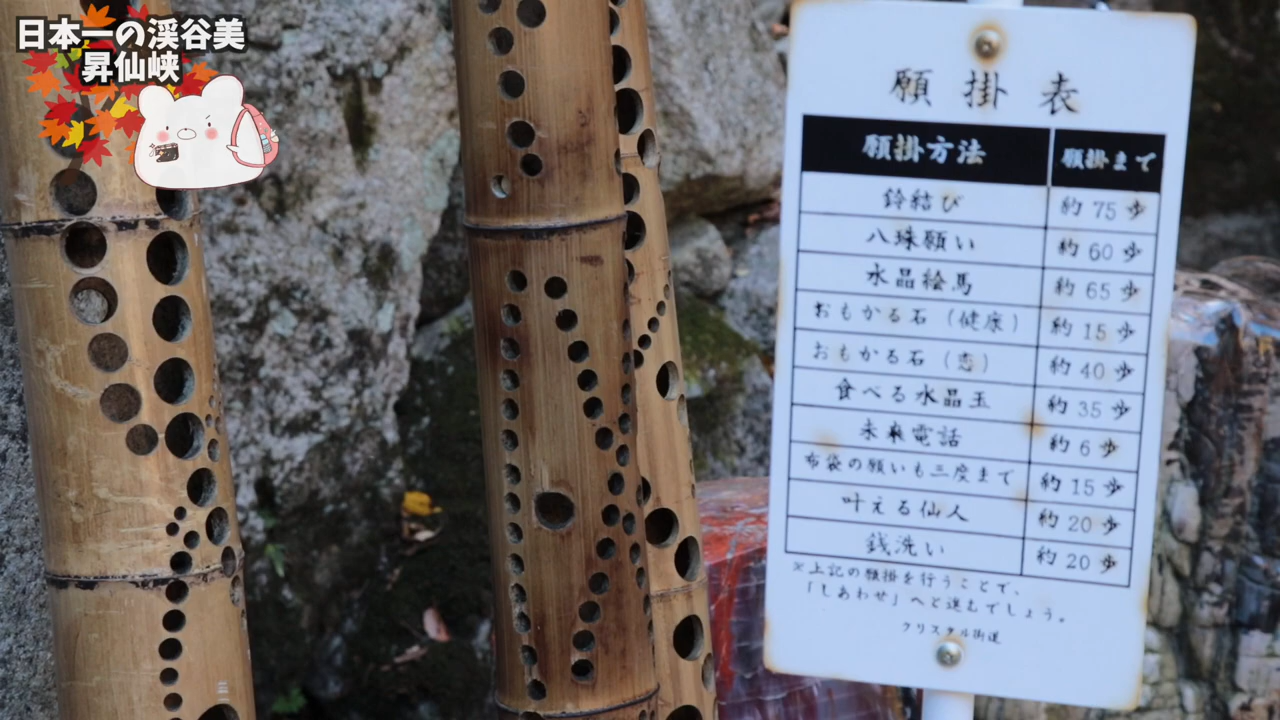 日本一の渓谷美
昇仙峡
願掛表
願掛方法 願掛まで
鈴結び 約75歩
八珠願い 約60歩
水晶絵馬 約65歩
おもかる石（健康） 約15歩
おもかる石（恋） 約40歩
食べる水晶玉 約35歩
未来電話 約6歩
布袋の願いも三度まで 約15歩
叶える仙人 約20歩
銭洗い 約20歩
※上記の願掛を行うことで、
「しあわせ」へと進むでしょう。
クリスタル街道